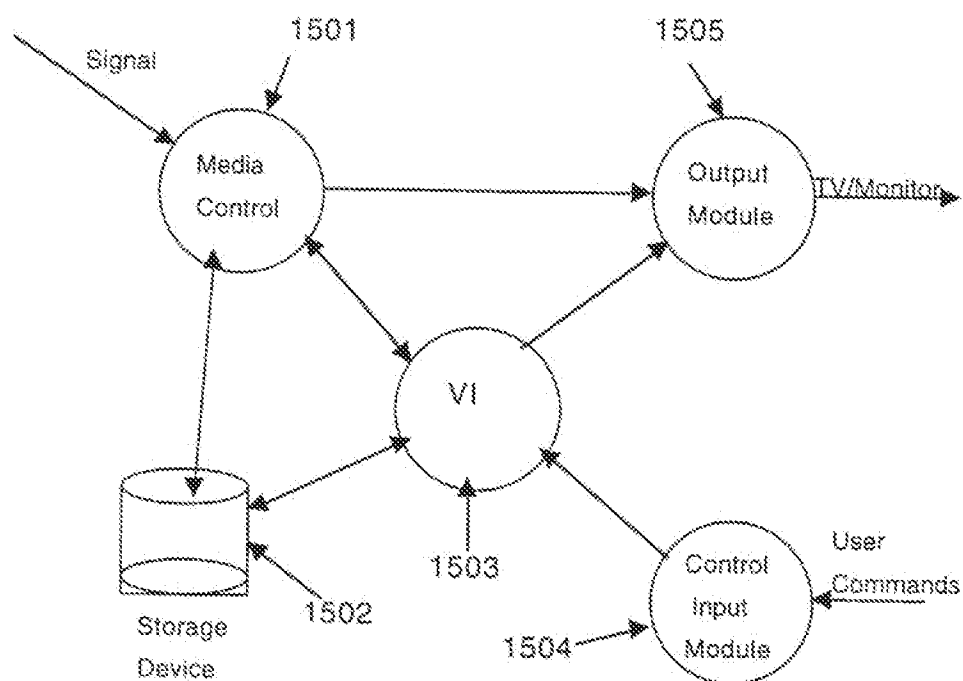 1501
1505
Signal
Media
Control
Output
Module
TV/Monitor
VI
1503
1502
Storage
Device
Control
Input
Module
User
Commands
1504